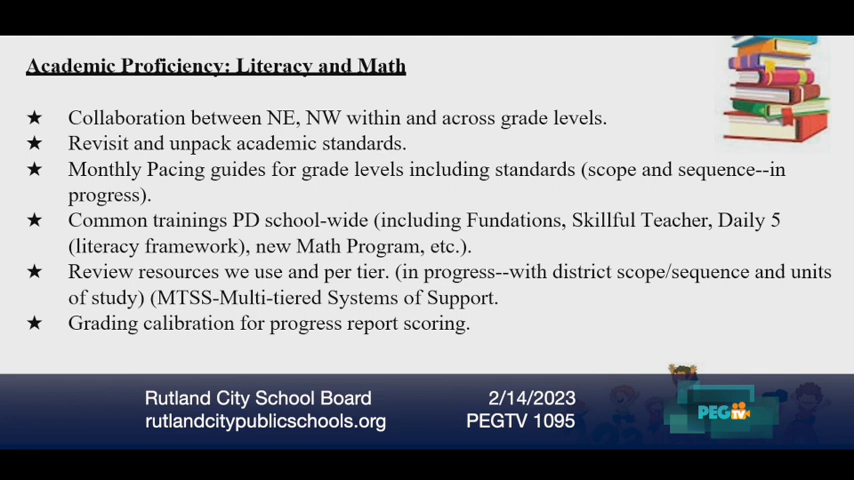 Academic Proficiency: Literacy and Math
★ Collaboration between NE, NW within and across grade levels.
★ Revisit and unpack academic standards.
★ Monthly Pacing guides for grade levels including standards (scope and sequence--in
progress).
★ Common trainings PD school-wide (including Fundations, Skillful Teacher, Daily 5
(literacy framework), new Math Program, etc.).
★ Review resources we use and per tier. (in progress--with district scope/sequence and units
of study) (MTSS-Multi-tiered Systems of Support.
★ Grading calibration for progress report scoring.
Rutland City School Board 2/14/2023
rutlandcitypublicschools.org PEGTV 1095
PEGTV